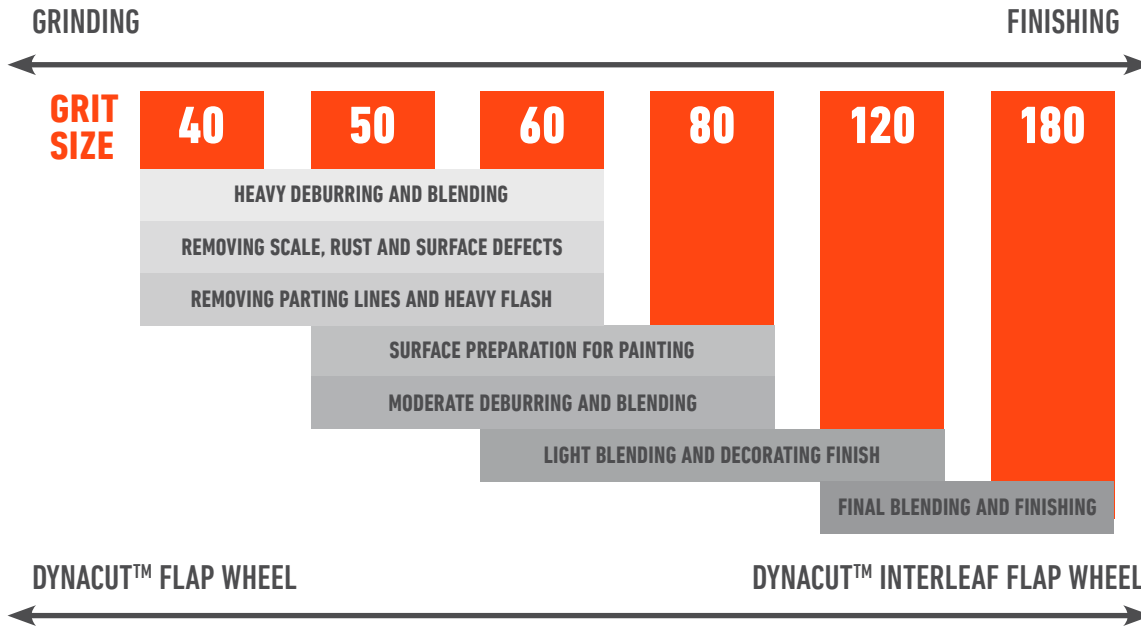 GRINDING FINISHING
GRIT
SIZE
40 50 60 80 120 180
HEAVY DEBURRING AND BLENDING
REMOVING SCALE, RUST AND SURFACE DEFECTS
REMOVING PARTING LINES AND HEAVY FLASH
SURFACE PREPARATION FOR PAINTING
MODERATE DEBURRING AND BLENDING
LIGHT BLENDING AND DECORATING FINISH
FINAL BLENDING AND FINISHING
DYNACUT™ FLAP WHEEL DYNACUT™ INTERLEAF FLAP WHEEL